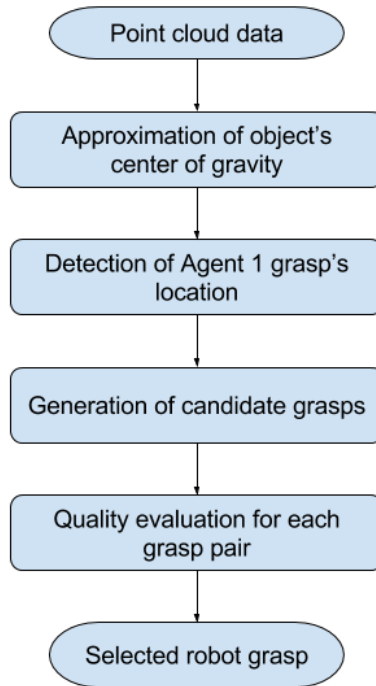 Point cloud data
Approximation of object's
center of gravity
Detection of Agent 1 grasp's
location
Generation of candidate grasps
Quality evaluation for each
grasp pair
Selected robot grasp